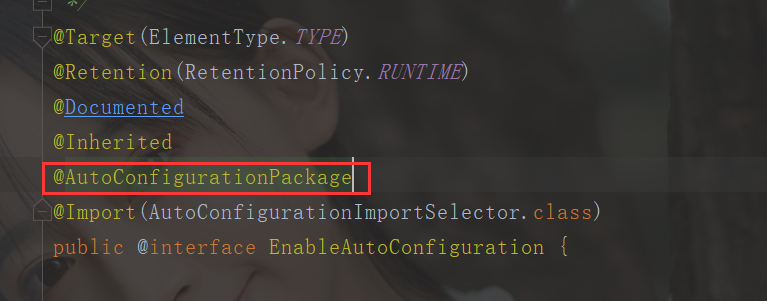 */
@Target(ElementType.TYPE)
@Retention(RetentionPolicy.RUNTIME)
@Documented
@Inherited
@AutoConfigurationPackage
@Import(AutoConfigurationImportSelector.class)
public @interface EnableAutoConfiguration {